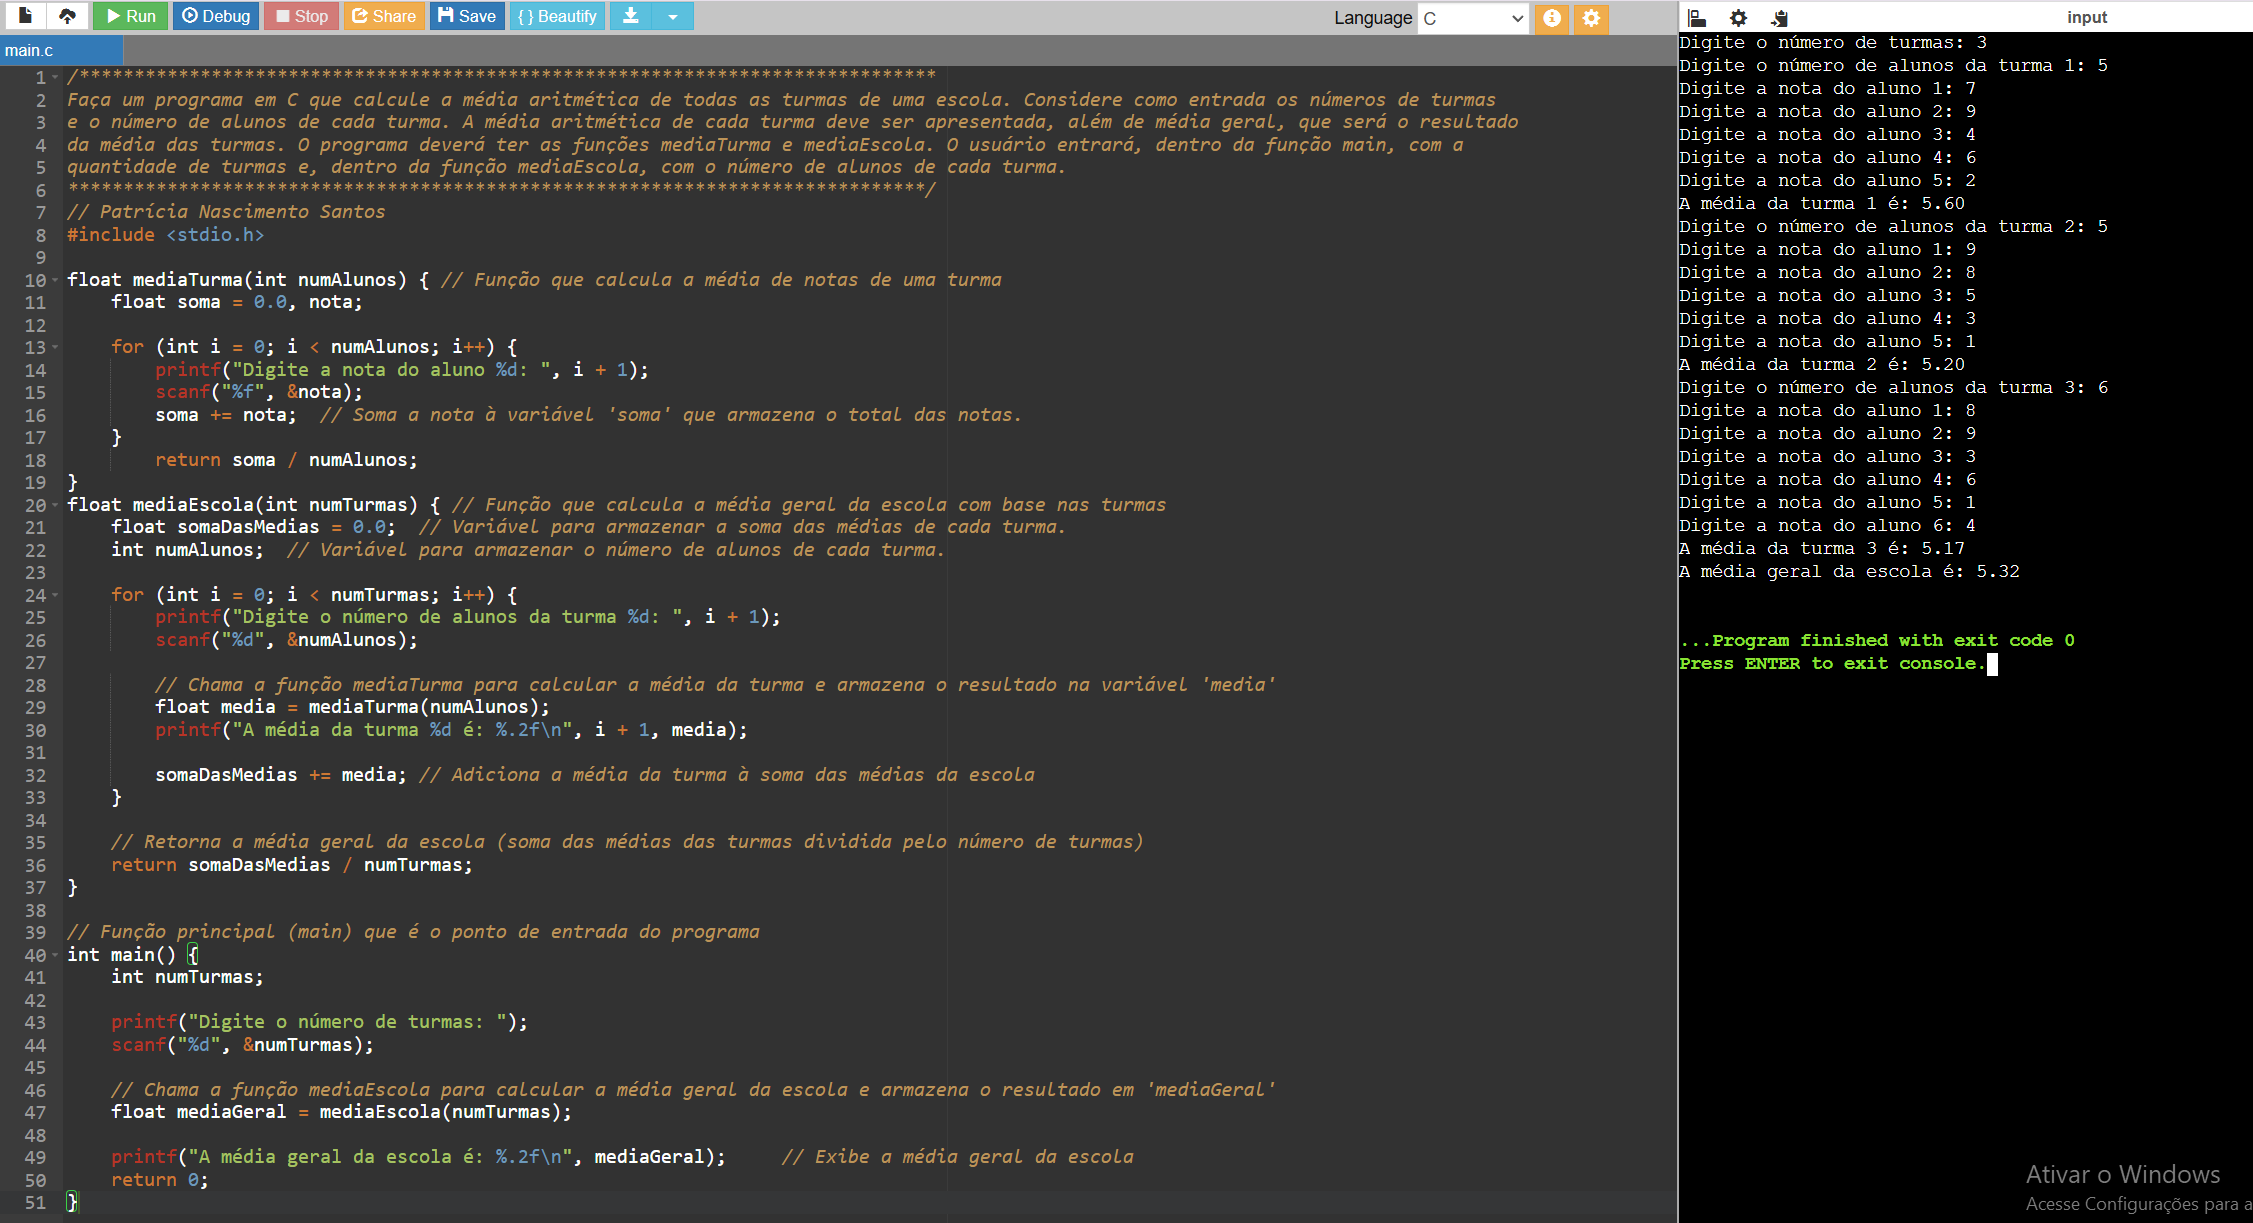 Run Debug Stop Share Save { } Beautify Language C input
main.c
1 /******************************************************************************
2 Faça um programa em C que calcule a média aritmética de todas as turmas de uma escola. Considere como entrada os números de turmas
3 e o número de alunos de cada turma. A média aritmética de cada turma deve ser apresentada, além de média geral, que será o resultado
4 da média das turmas. O programa deverá ter as funções mediaTurma e mediaEscola. O usuário entrará, dentro da função main, com a
5 quantidade de turmas e, dentro da função mediaEscola, com o número de alunos de cada turma.
6 ******************************************************************************/
7 // Patrícia Nascimento Santos
8 #include <stdio.h>
9
10 float mediaTurma(int numAlunos) { // Função que calcula a média de notas de uma turma
11     float soma = 0.0, nota;
12
13     for (int i = 0; i < numAlunos; i++) {
14         printf("Digite a nota do aluno %d: ", i + 1);
15         scanf("%f", &nota);
16         soma += nota;  // Soma a nota à variável 'soma' que armazena o total das notas.
17     }
18         return soma / numAlunos;
19 }
20 float mediaEscola(int numTurmas) { // Função que calcula a média geral da escola com base nas turmas
21     float somaDasMedias = 0.0;  // Variável para armazenar a soma das médias de cada turma.
22     int numAlunos;  // Variável para armazenar o número de alunos de cada turma.
23
24     for (int i = 0; i < numTurmas; i++) {
25         printf("Digite o número de alunos da turma %d: ", i + 1);
26         scanf("%d", &numAlunos);
27
28         // Chama a função mediaTurma para calcular a média da turma e armazena o resultado na variável 'media'
29         float media = mediaTurma(numAlunos);
30         printf("A média da turma %d é: %.2f\n", i + 1, media);
31
32         somaDasMedias += media; // Adiciona a média da turma à soma das médias da escola
33     }
34
35     // Retorna a média geral da escola (soma das médias das turmas dividida pelo número de turmas)
36     return somaDasMedias / numTurmas;
37 }
38
39 // Função principal (main) que é o ponto de entrada do programa
40 int main() {
41     int numTurmas;
42
43     printf("Digite o número de turmas: ");
44     scanf("%d", &numTurmas);
45
46     // Chama a função mediaEscola para calcular a média geral da escola e armazena o resultado em 'mediaGeral'
47     float mediaGeral = mediaEscola(numTurmas);
48
49     printf("A média geral da escola é: %.2f\n", mediaGeral);     // Exibe a média geral da escola
50     return 0;
51 }
Digite o número de turmas: 3
Digite o número de alunos da turma 1: 5
Digite a nota do aluno 1: 7
Digite a nota do aluno 2: 9
Digite a nota do aluno 3: 4
Digite a nota do aluno 4: 6
Digite a nota do aluno 5: 2
A média da turma 1 é: 5.60
Digite o número de alunos da turma 2: 5
Digite a nota do aluno 1: 9
Digite a nota do aluno 2: 8
Digite a nota do aluno 3: 5
Digite a nota do aluno 4: 3
Digite a nota do aluno 5: 1
A média da turma 2 é: 5.20
Digite o número de alunos da turma 3: 6
Digite a nota do aluno 1: 8
Digite a nota do aluno 2: 9
Digite a nota do aluno 3: 3
Digite a nota do aluno 4: 6
Digite a nota do aluno 5: 1
Digite a nota do aluno 6: 4
A média da turma 3 é: 5.17
A média geral da escola é: 5.32
...Program finished with exit code 0
Press ENTER to exit console.
Ativar o Windows
Acesse Configurações para a